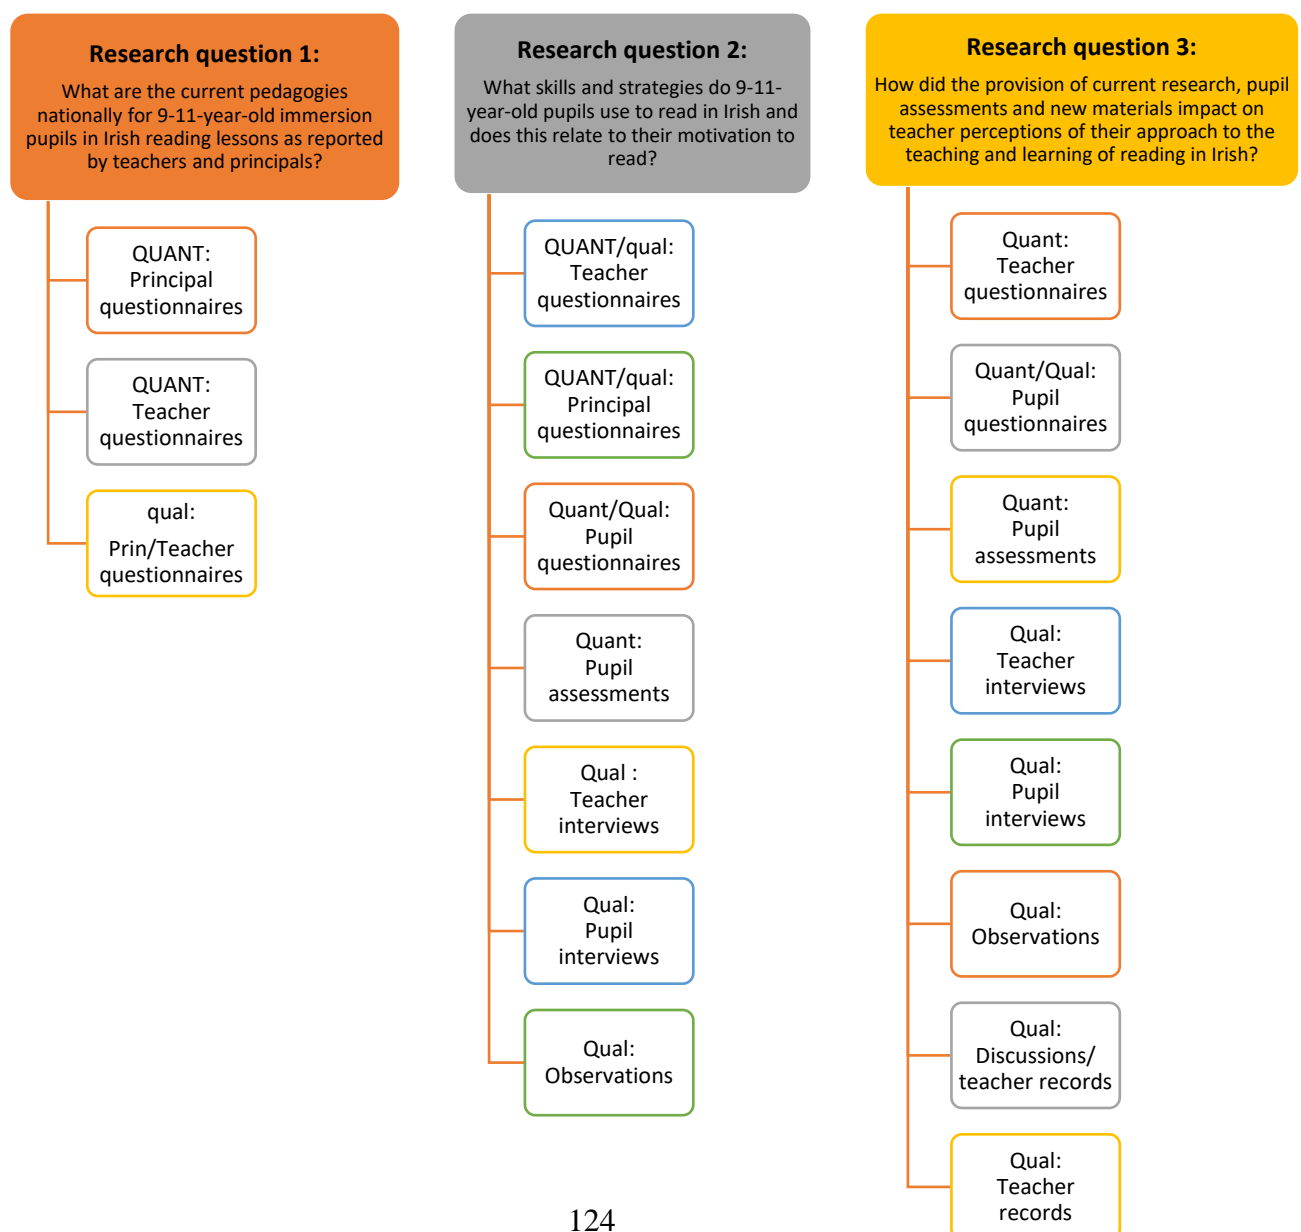 Research question 1:
What are the current pedagogies
nationally for 9-11-year-old immersion
pupils in Irish reading lessons as reported
by teachers and principals?
QUANT:
Principal
questionnaires
QUANT:
Teacher
questionnaires
qual:
Prin/Teacher
questionnaires
Research question 2:
What skills and strategies do 9-11-
year-old pupils use to read in Irish and
does this relate to their motivation to
read?
QUANT/qual:
Teacher
questionnaires
QUANT/qual:
Principal
questionnaires
Quant/Qual:
Pupil
questionnaires
Quant:
Pupil
assessments
Qual :
Teacher
interviews
Qual:
Pupil
interviews
Qual:
Observations
Research question 3:
How did the provision of current research, pupil
assessments and new materials impact on
teacher perceptions of their approach to the
teaching and learning of reading in Irish?
Quant:
Teacher
questionnaires
Quant/Qual:
Pupil
questionnaires
Quant:
Pupil
assessments
Qual:
Teacher
interviews
Qual:
Pupil
interviews
Qual:
Observations
Qual:
Discussions/
teacher records
Qual:
Teacher
records
124